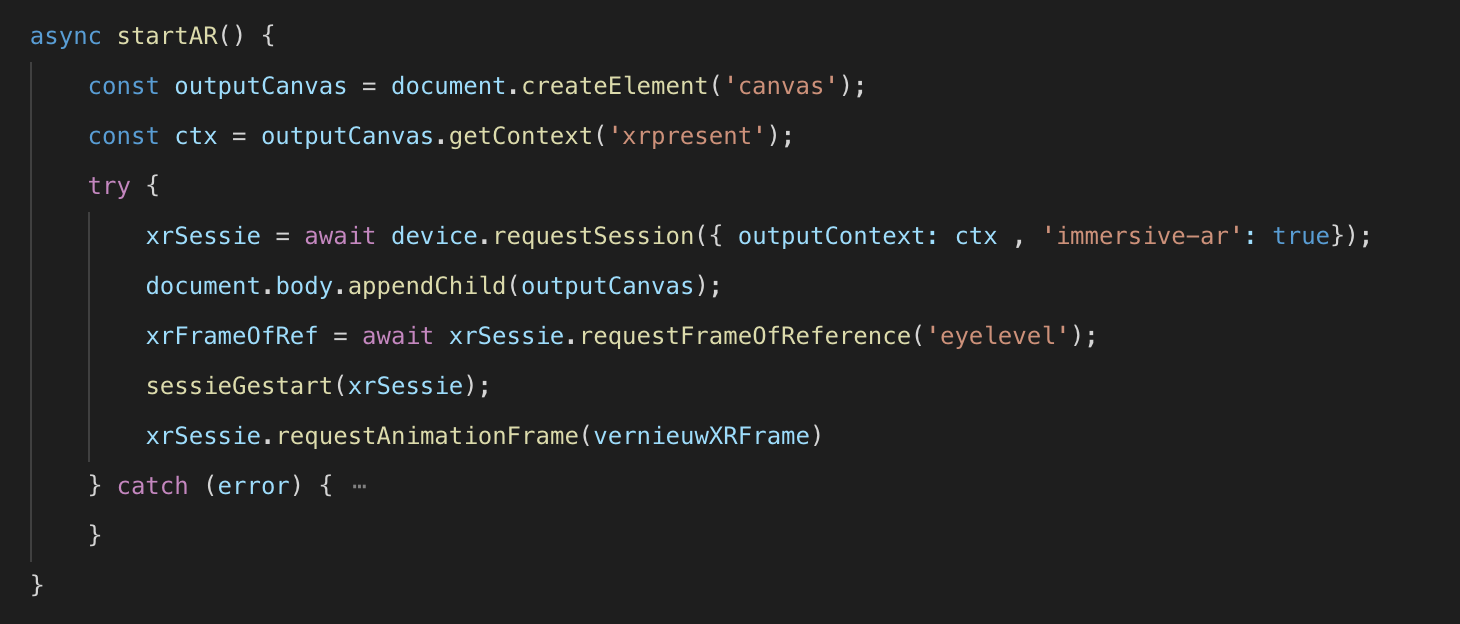 async startAR() {
const outputCanvas = document.createElement('canvas');
const ctx = outputCanvas.getContext('xrpresent');
try {
xrSessie = await device.requestSession({ outputContext: ctx , 'immersive-ar': true});
document.body.appendChild(outputCanvas);
xrFrameOfRef = await xrSessie.requestFrameOfReference('eyelevel');
sessieGestart(xrSessie);
xrSessie.requestAnimationFrame(vernieuwXRFrame)
} catch (error) { …
}
}